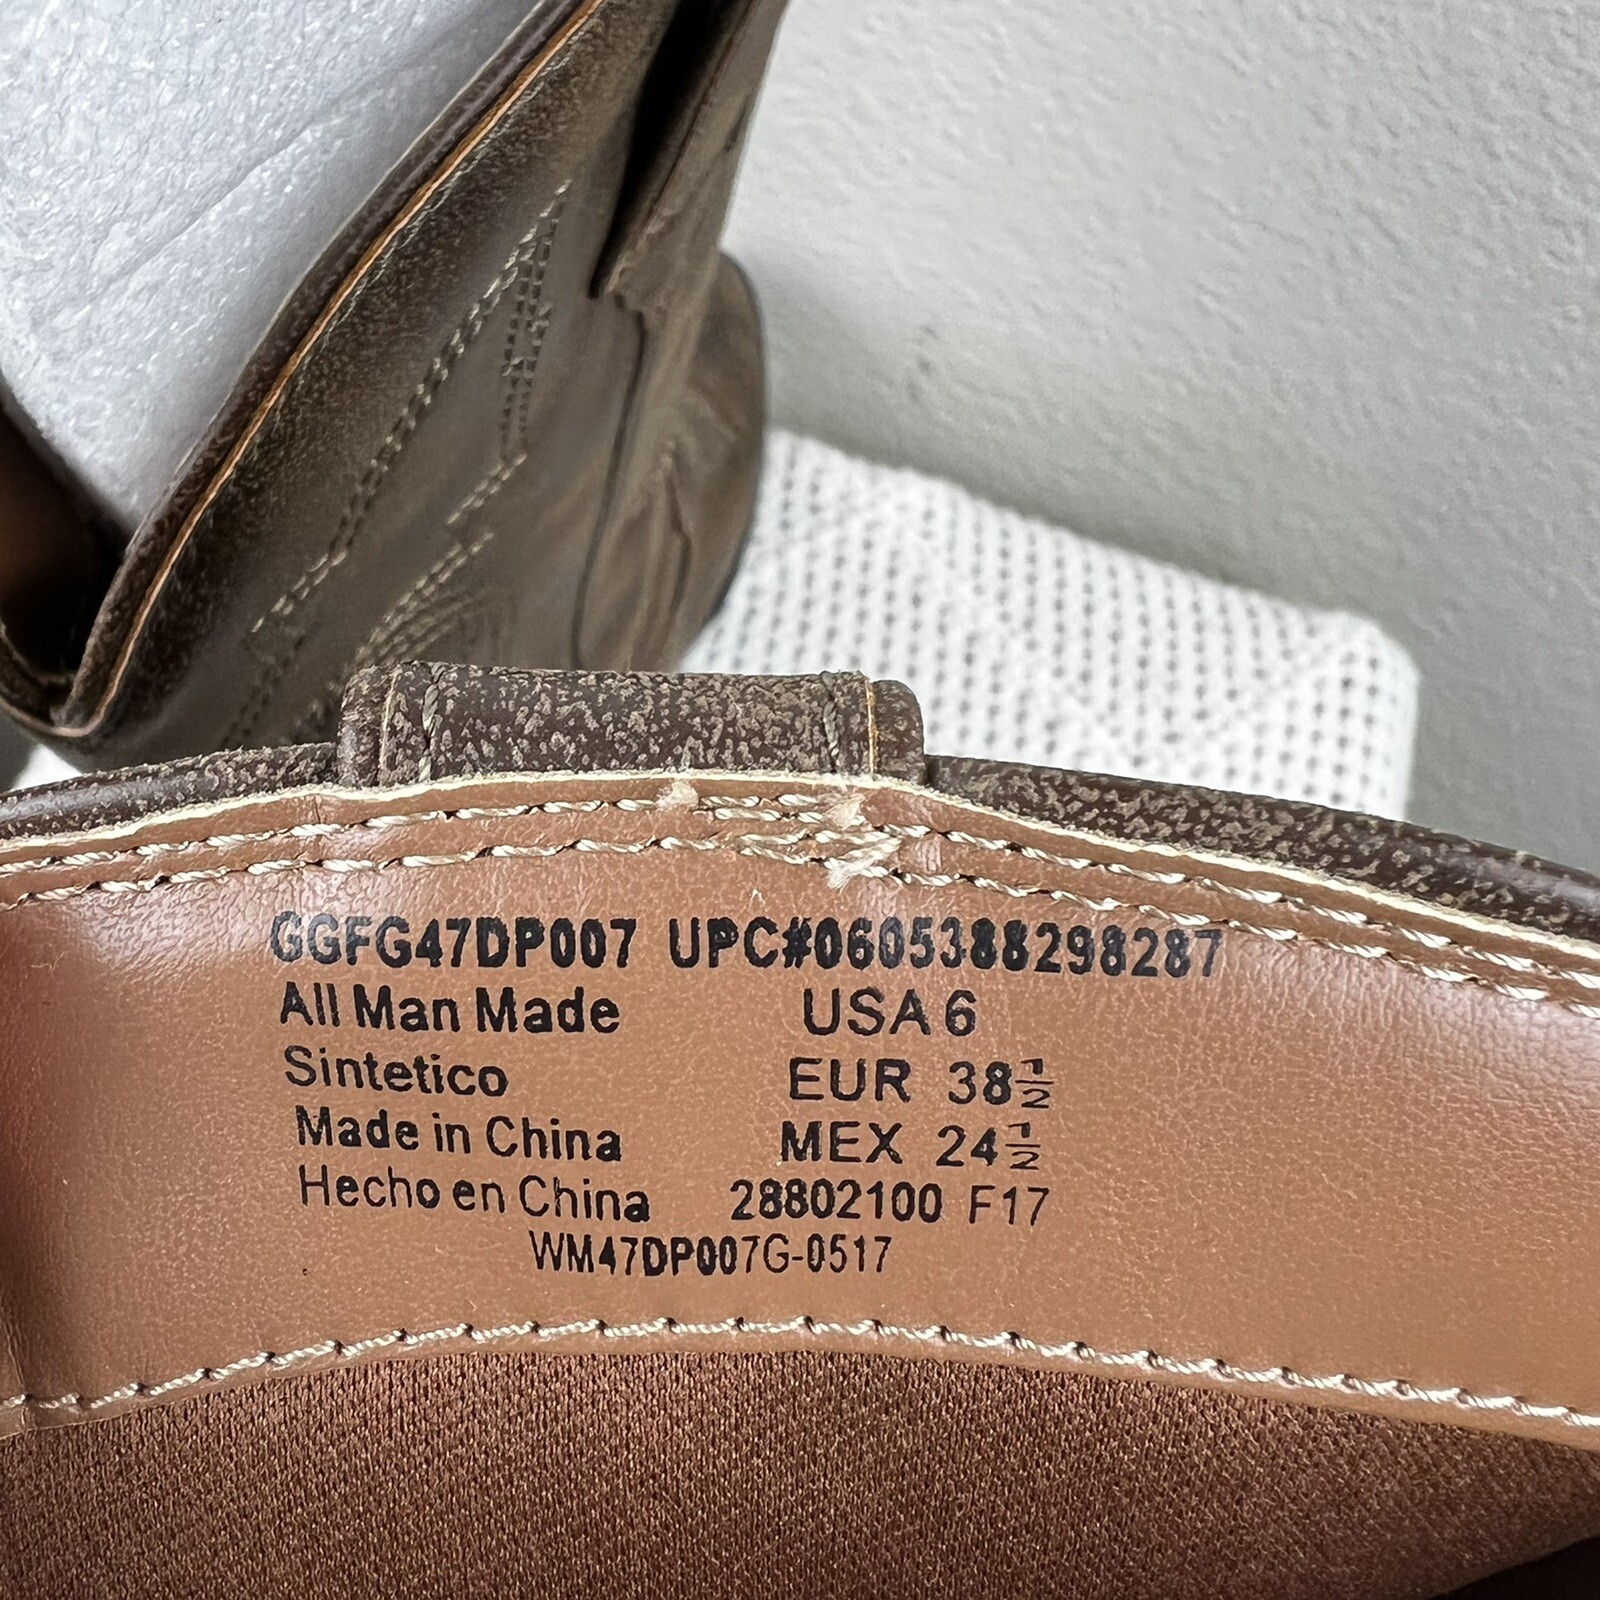 GGFG47DP007 UPC#0605388298287
All Man Made USA 6
Sintetico EUR 38½
Made in China MEX 24½
Hecho en China 28802100 F17
WM47DP007G-0517